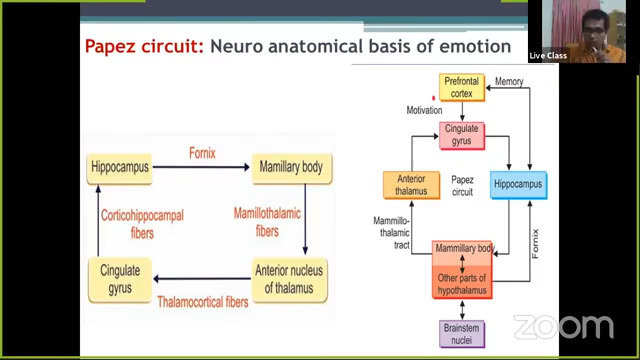 Papez circuit: Neuro anatomical basis of emotion
Live Class
Hippocampus
Fornix
Mamillary body
Corticohippocampal
fibers
Mamillothalamic
fibers
Cingulate
gyrus
Thalamocortical fibers
Anterior nucleus
of thalamus
Prefrontal
cortex
Memory
Motivation
Cingulate
gyrus
Anterior
thalamus
Papez
circuit
Hippocampus
Mammillo-
thalamic
tract
Fornix
Mammillary body
Other parts of
hypothalamus
Brainstem
nuclei
zoom